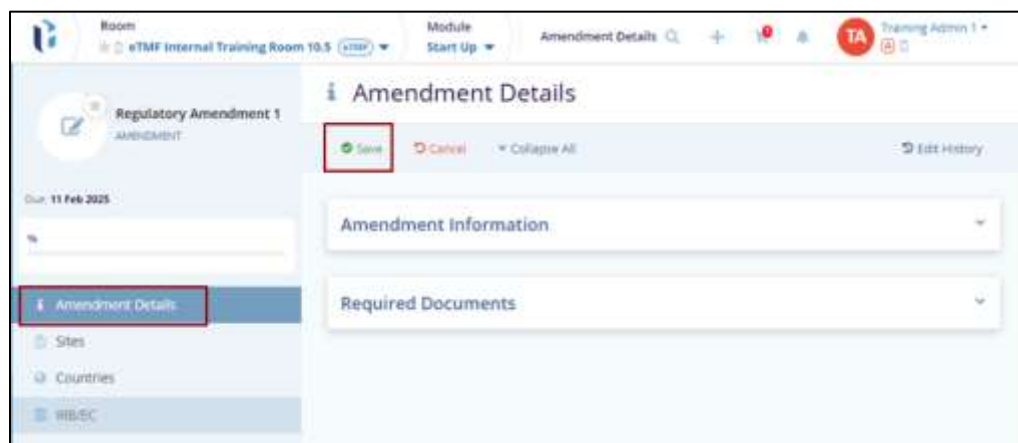 Room
eTMF Internal Training Room 10.5 eTMF
Module
Start Up
Amendment Details
TA
Training Admin 1
A
Regulatory Amendment 1
AMENDMENT
Due: 11 Feb 2025
%
Amendment Details
Sites
Countries
IRB/EC
Amendment Details
Save Cancel Collapse All Edit History
Amendment Information
Required Documents